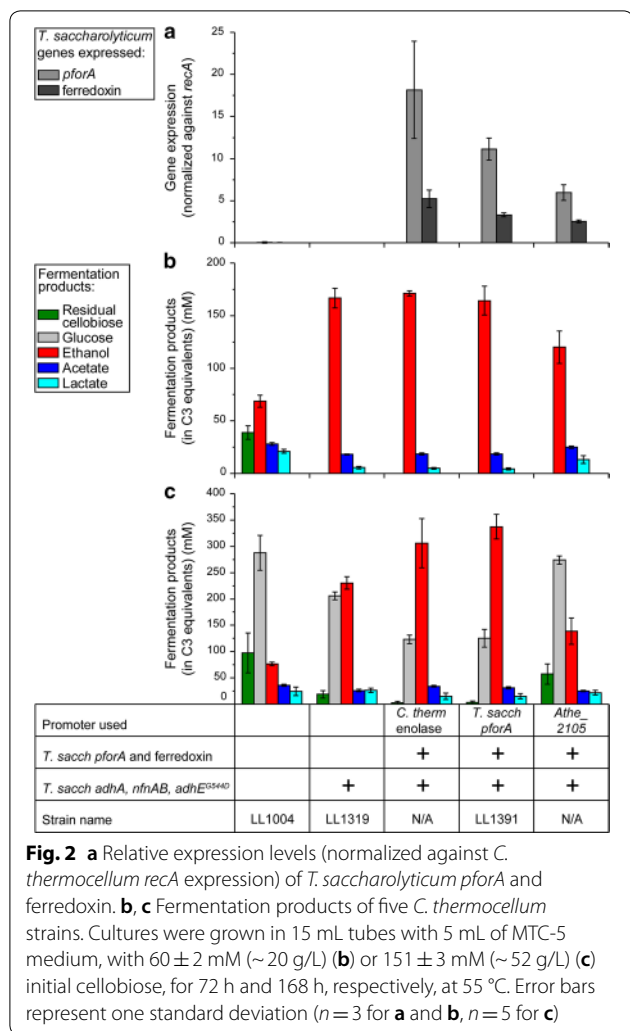 T. saccharolyticum
genes expressed:
pforA
ferredoxin
a
Gene expression
(normalized against recA)
25
20
15
10
5
0
Fermentation
products:
Residual
cellobiose
Glucose
Ethanol
Acetate
Lactate
b
Fermentation products
(in C3 equivalents) (mM)
200
150
100
50
0
c
Fermentation products
(in C3 equivalents) (mM)
400
350
300
250
200
150
100
50
0
Promoter used C. therm enolase T. sacch pforA Athe_2105
T. sacch pforA and ferredoxin + + +
T. sacch adhA, nfnAB, adhE^G544D + + + +
Strain name LL1004 LL1319 N/A LL1391 N/A
Fig. 2 a Relative expression levels (normalized against C.
thermocellum recA expression) of T. saccharolyticum pforA and
ferredoxin. b, c Fermentation products of five C. thermocellum
strains. Cultures were grown in 15 mL tubes with 5 mL of MTC-5
medium, with 60 ± 2 mM (~ 20 g/L) (b) or 151 ± 3 mM (~ 52 g/L) (c)
initial cellobiose, for 72 h and 168 h, respectively, at 55 °C. Error bars
represent one standard deviation (n = 3 for a and b, n = 5 for c)